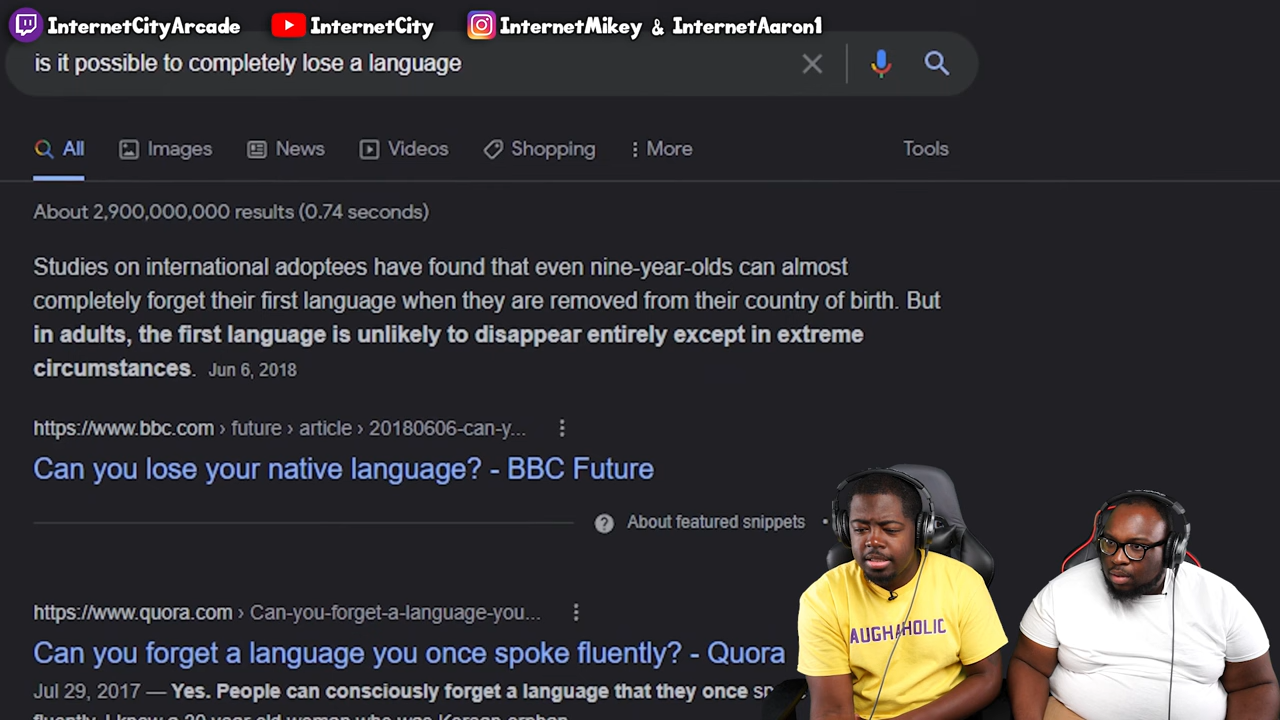 InternetCityArcade InternetCity InternetMikey & InternetAaron1
is it possible to completely lose a language
All Images News Videos Shopping More Tools
About 2,900,000,000 results (0.74 seconds)
Studies on international adoptees have found that even nine-year-olds can almost
completely forget their first language when they are removed from their country of birth. But
in adults, the first language is unlikely to disappear entirely except in extreme
circumstances. Jun 6, 2018
https://www.bbc.com › future › article › 20180606-can-y...
Can you lose your native language? - BBC Future
About featured snippets
https://www.quora.com › Can-you-forget-a-language-you...
Can you forget a language you once spoke fluently? - Quora
AUGHAHOLIC
Jul 29, 2017 — Yes. People can consciously forget a language that they once